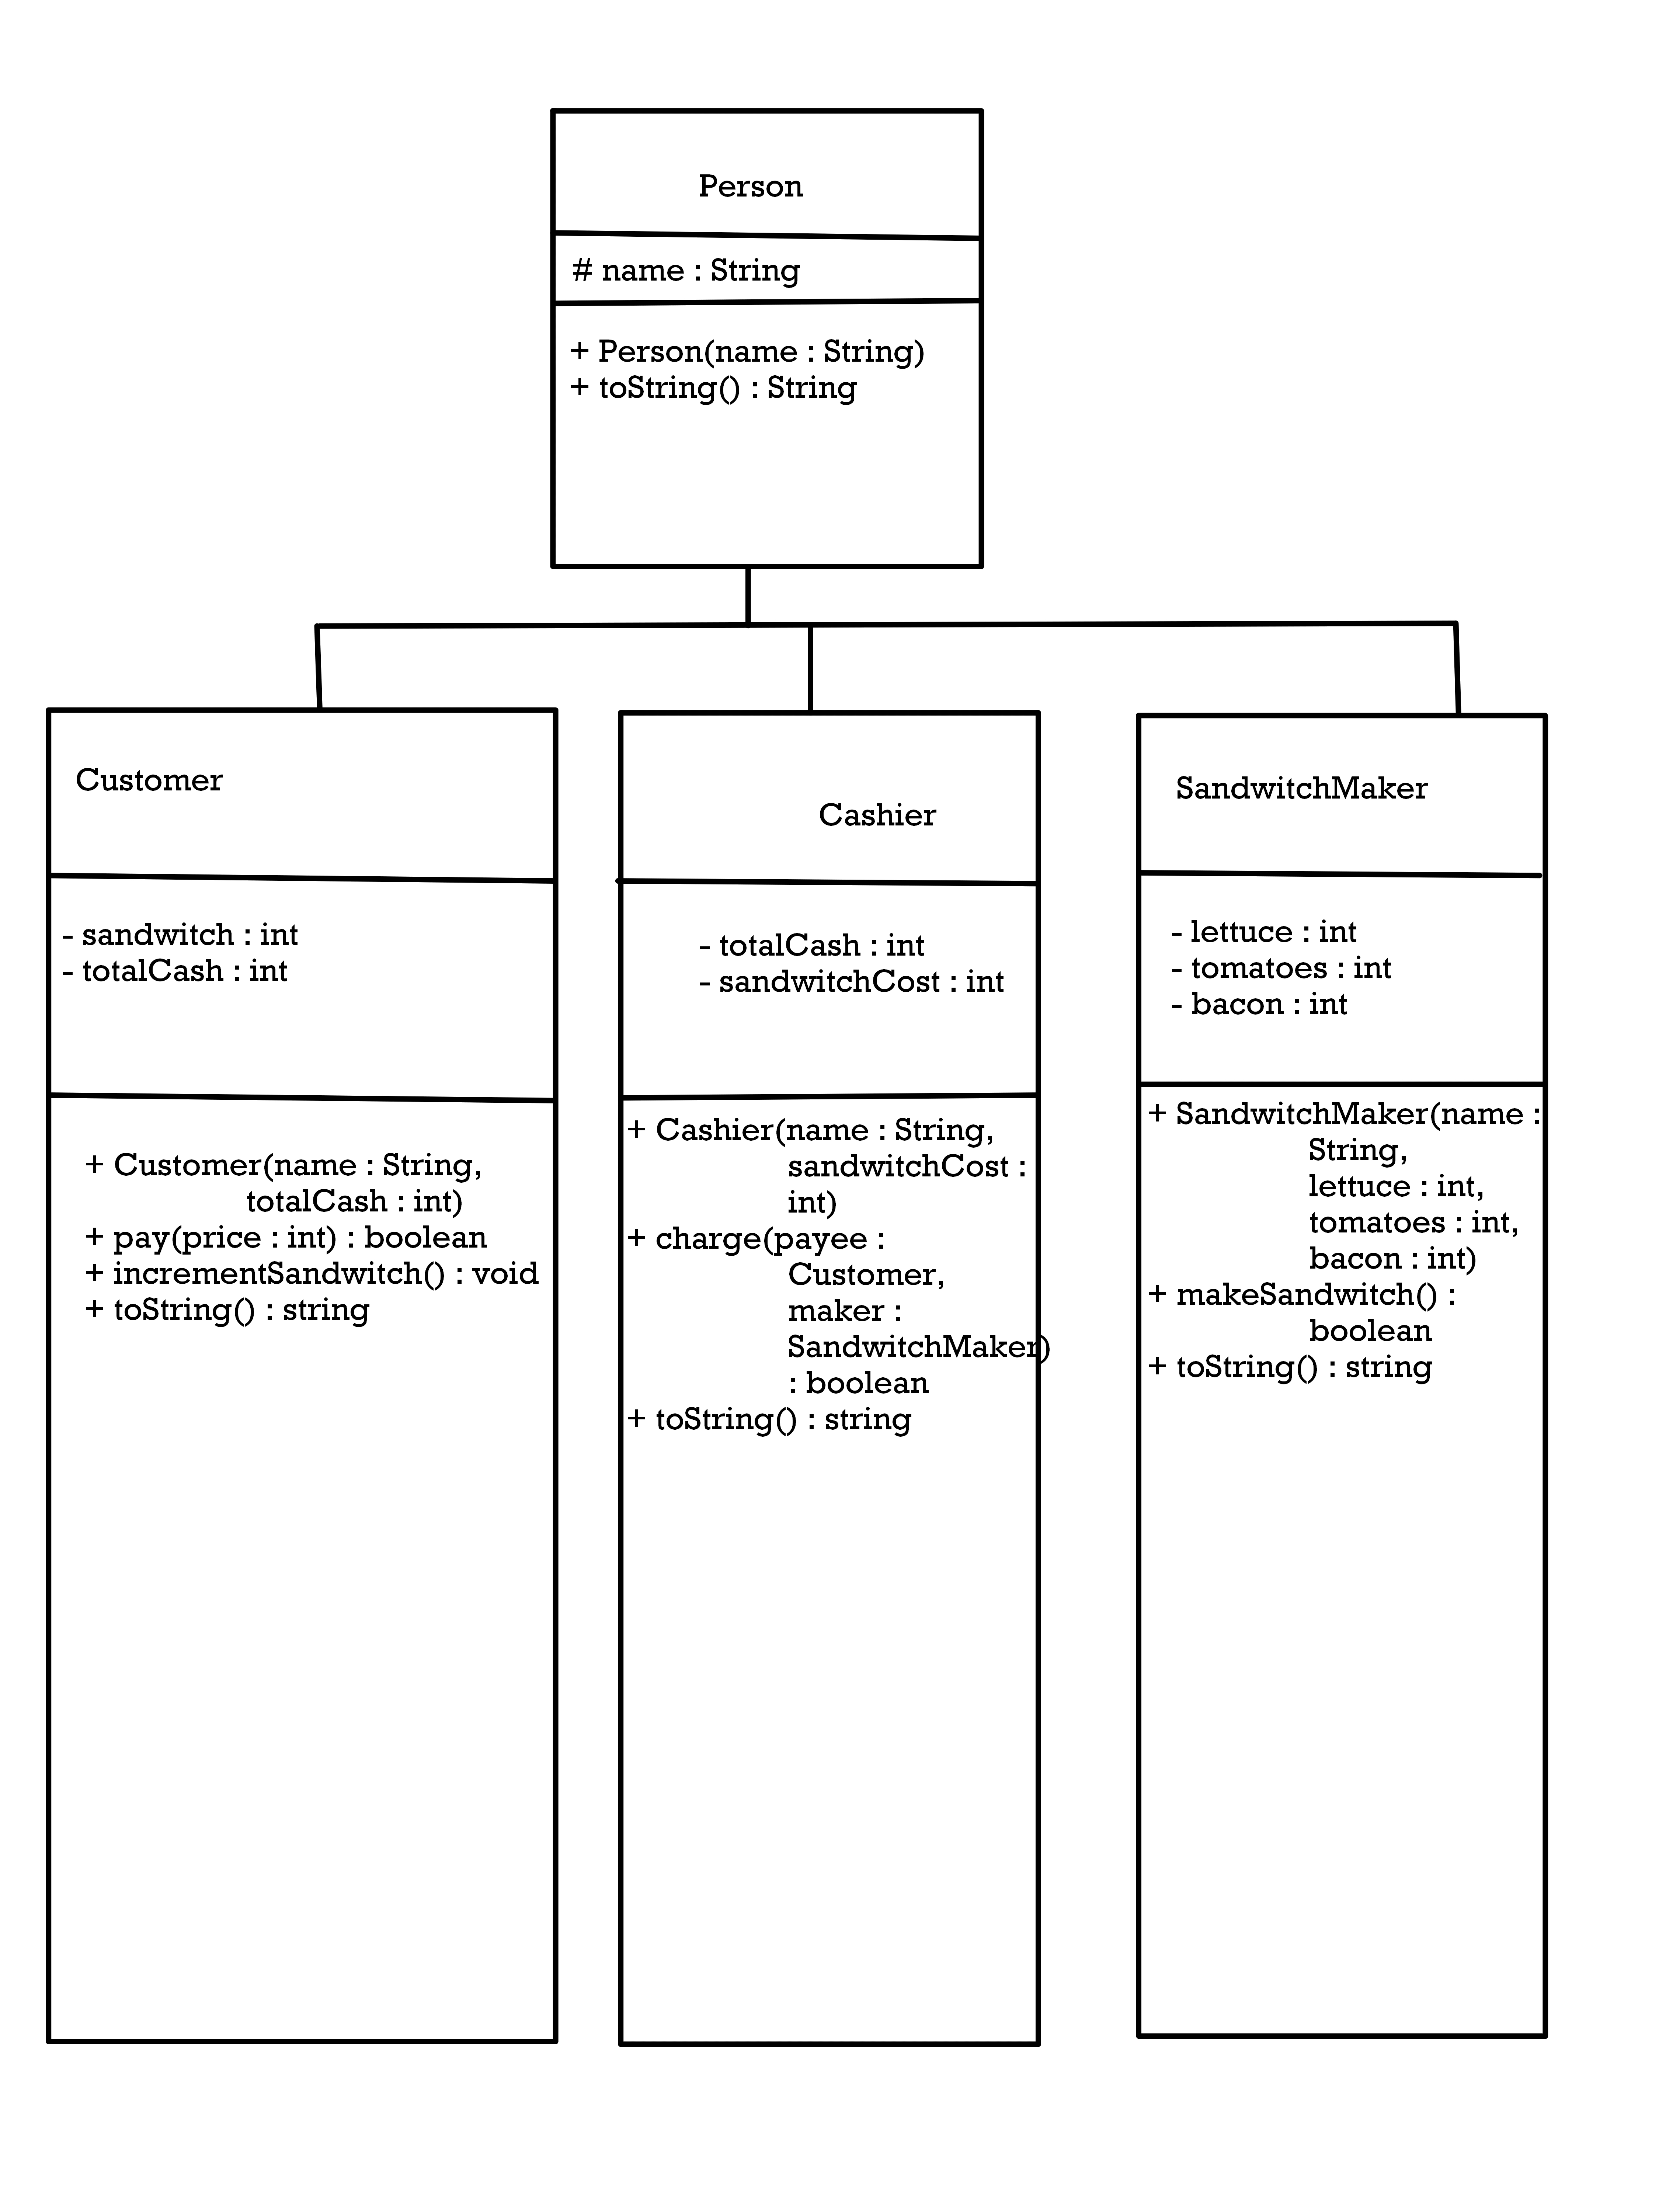 Person
# name : String
+ Person(name : String)
+ toString() : String
Customer
- sandwitch : int
- totalCash : int
+ Customer(name : String,
totalCash : int)
+ pay(price : int) : boolean
+ incrementSandwitch() : void
+ toString() : string
Cashier
- totalCash : int
- sandwitchCost : int
+ Cashier(name : String,
sandwitchCost :
int)
+ charge(payee :
Customer,
maker :
SandwitchMaker)
: boolean
+ toString() : string
SandwitchMaker
- lettuce : int
- tomatoes : int
- bacon : int
+ SandwitchMaker(name :
String,
lettuce : int,
tomatoes : int,
bacon : int)
+ makeSandwitch() :
boolean
+ toString() : string